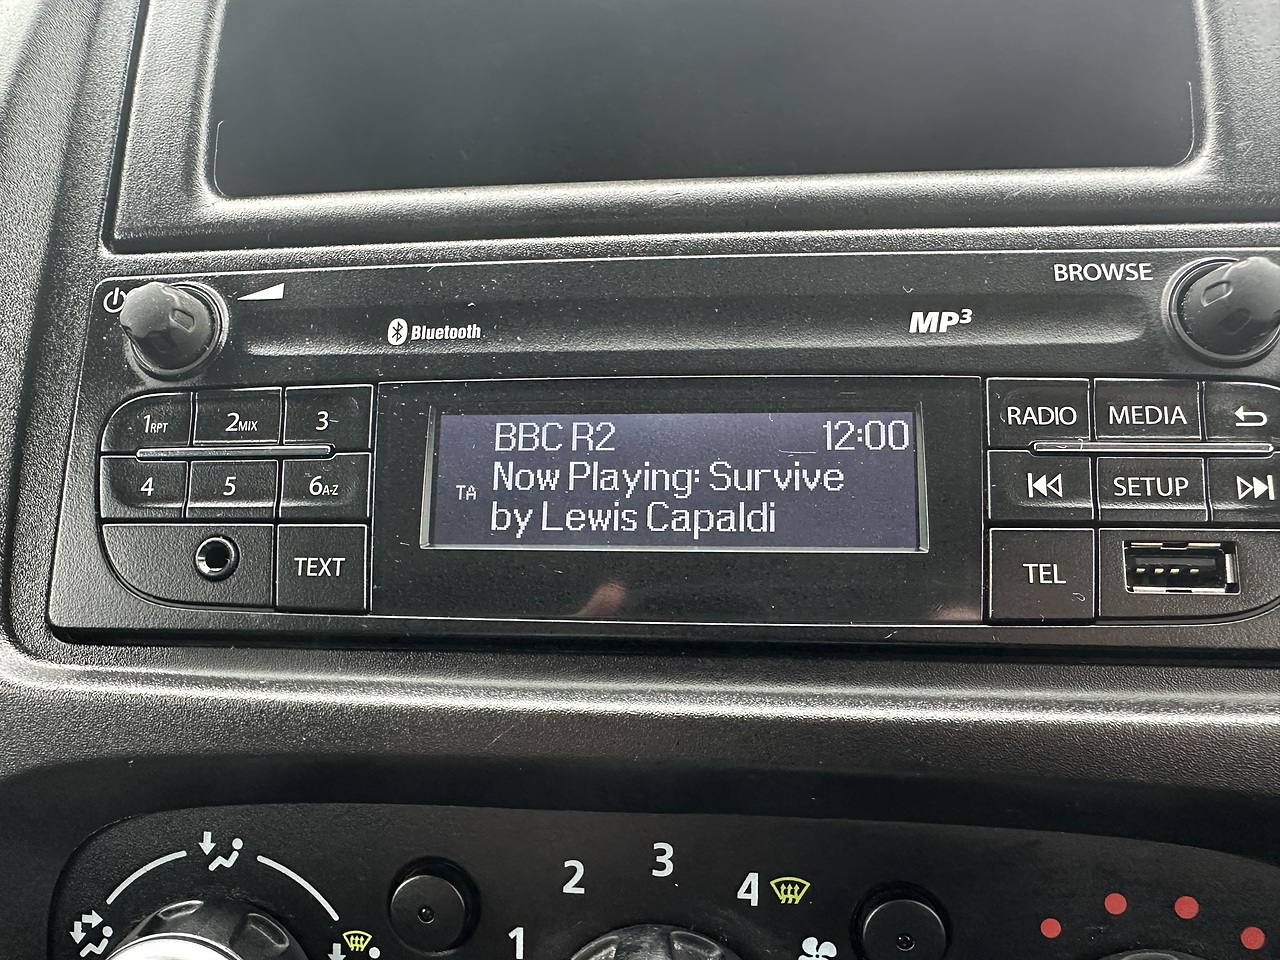 BROWSE
Bluetooth
MP3
1RPT 2MIX 3
4 5 6A-Z
TEXT
BBC R2 12:00
TA Now Playing: Survive
by Lewis Capaldi
RADIO MEDIA
SETUP
TEL
1 2 3 4